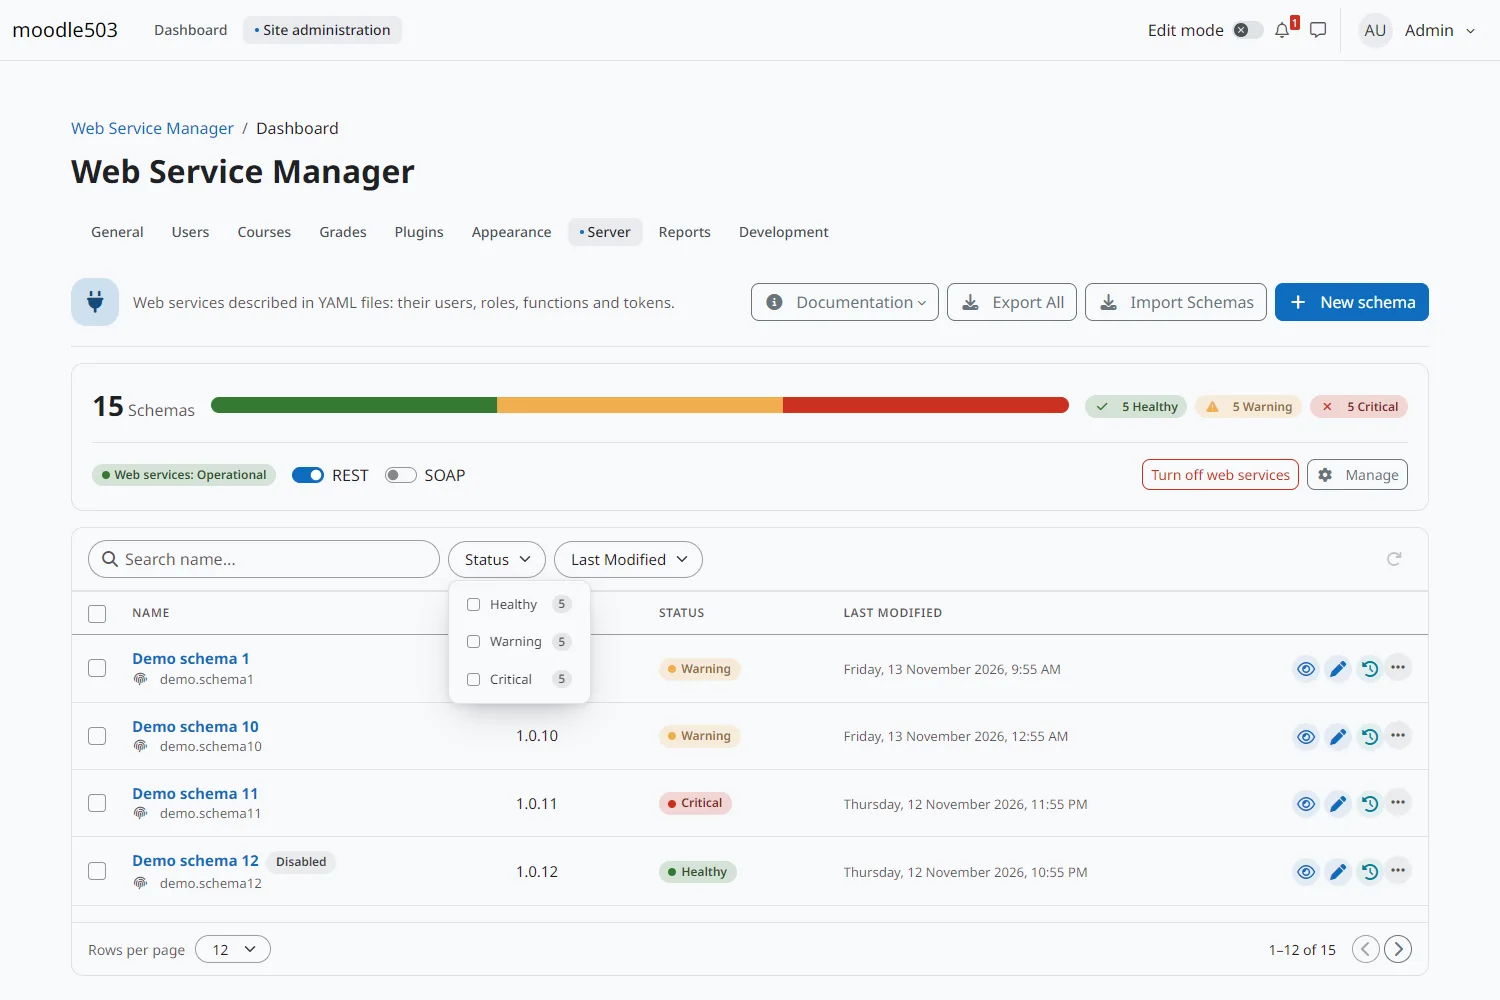 moodle503
Dashboard
Site administration
Edit mode
1
AU
Admin
Web Service Manager / Dashboard
Web Service Manager
General
Users
Courses
Grades
Plugins
Appearance
Server
Reports
Development
Web services described in YAML files: their users, roles, functions and tokens.
Documentation
Export All
Import Schemas
New schema
15 Schemas
5 Healthy
5 Warning
5 Critical
Web services: Operational
REST
SOAP
Turn off web services
Manage
Search name...
Status
Last Modified
Healthy 5
Warning 5
Critical 5
NAME
STATUS
LAST MODIFIED
Demo schema 1
demo.schema1
Warning
Friday, 13 November 2026, 9:55 AM
Demo schema 10
demo.schema10
1.0.10
Warning
Friday, 13 November 2026, 12:55 AM
Demo schema 11
demo.schema11
1.0.11
Critical
Thursday, 12 November 2026, 11:55 PM
Demo schema 12 Disabled
demo.schema12
1.0.12
Healthy
Thursday, 12 November 2026, 10:55 PM
Rows per page 12
1–12 of 15